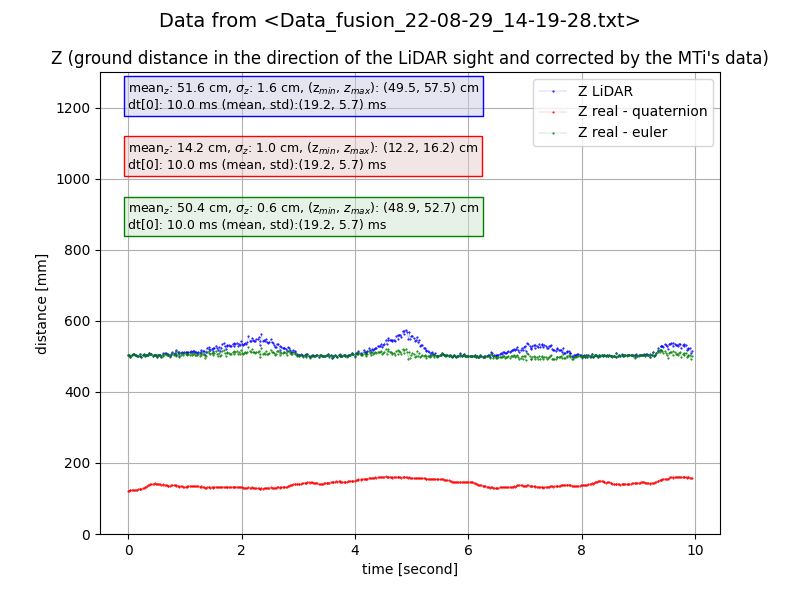 Data from <Data_fusion_22-08-29_14-19-28.txt>
Z (ground distance in the direction of the LiDAR sight and corrected by the MTi's data)
mean_z: 51.6 cm, σ_z: 1.6 cm, (z_min, z_max): (49.5, 57.5) cm
dt[0]: 10.0 ms (mean, std):(19.2, 5.7) ms
mean_z: 14.2 cm, σ_z: 1.0 cm, (z_min, z_max): (12.2, 16.2) cm
dt[0]: 10.0 ms (mean, std):(19.2, 5.7) ms
mean_z: 50.4 cm, σ_z: 0.6 cm, (z_min, z_max): (48.9, 52.7) cm
dt[0]: 10.0 ms (mean, std):(19.2, 5.7) ms
Z LiDAR
Z real - quaternion
Z real - euler
distance [mm]
1200
1000
800
600
400
200
0
0 2 4 6 8 10
time [second]